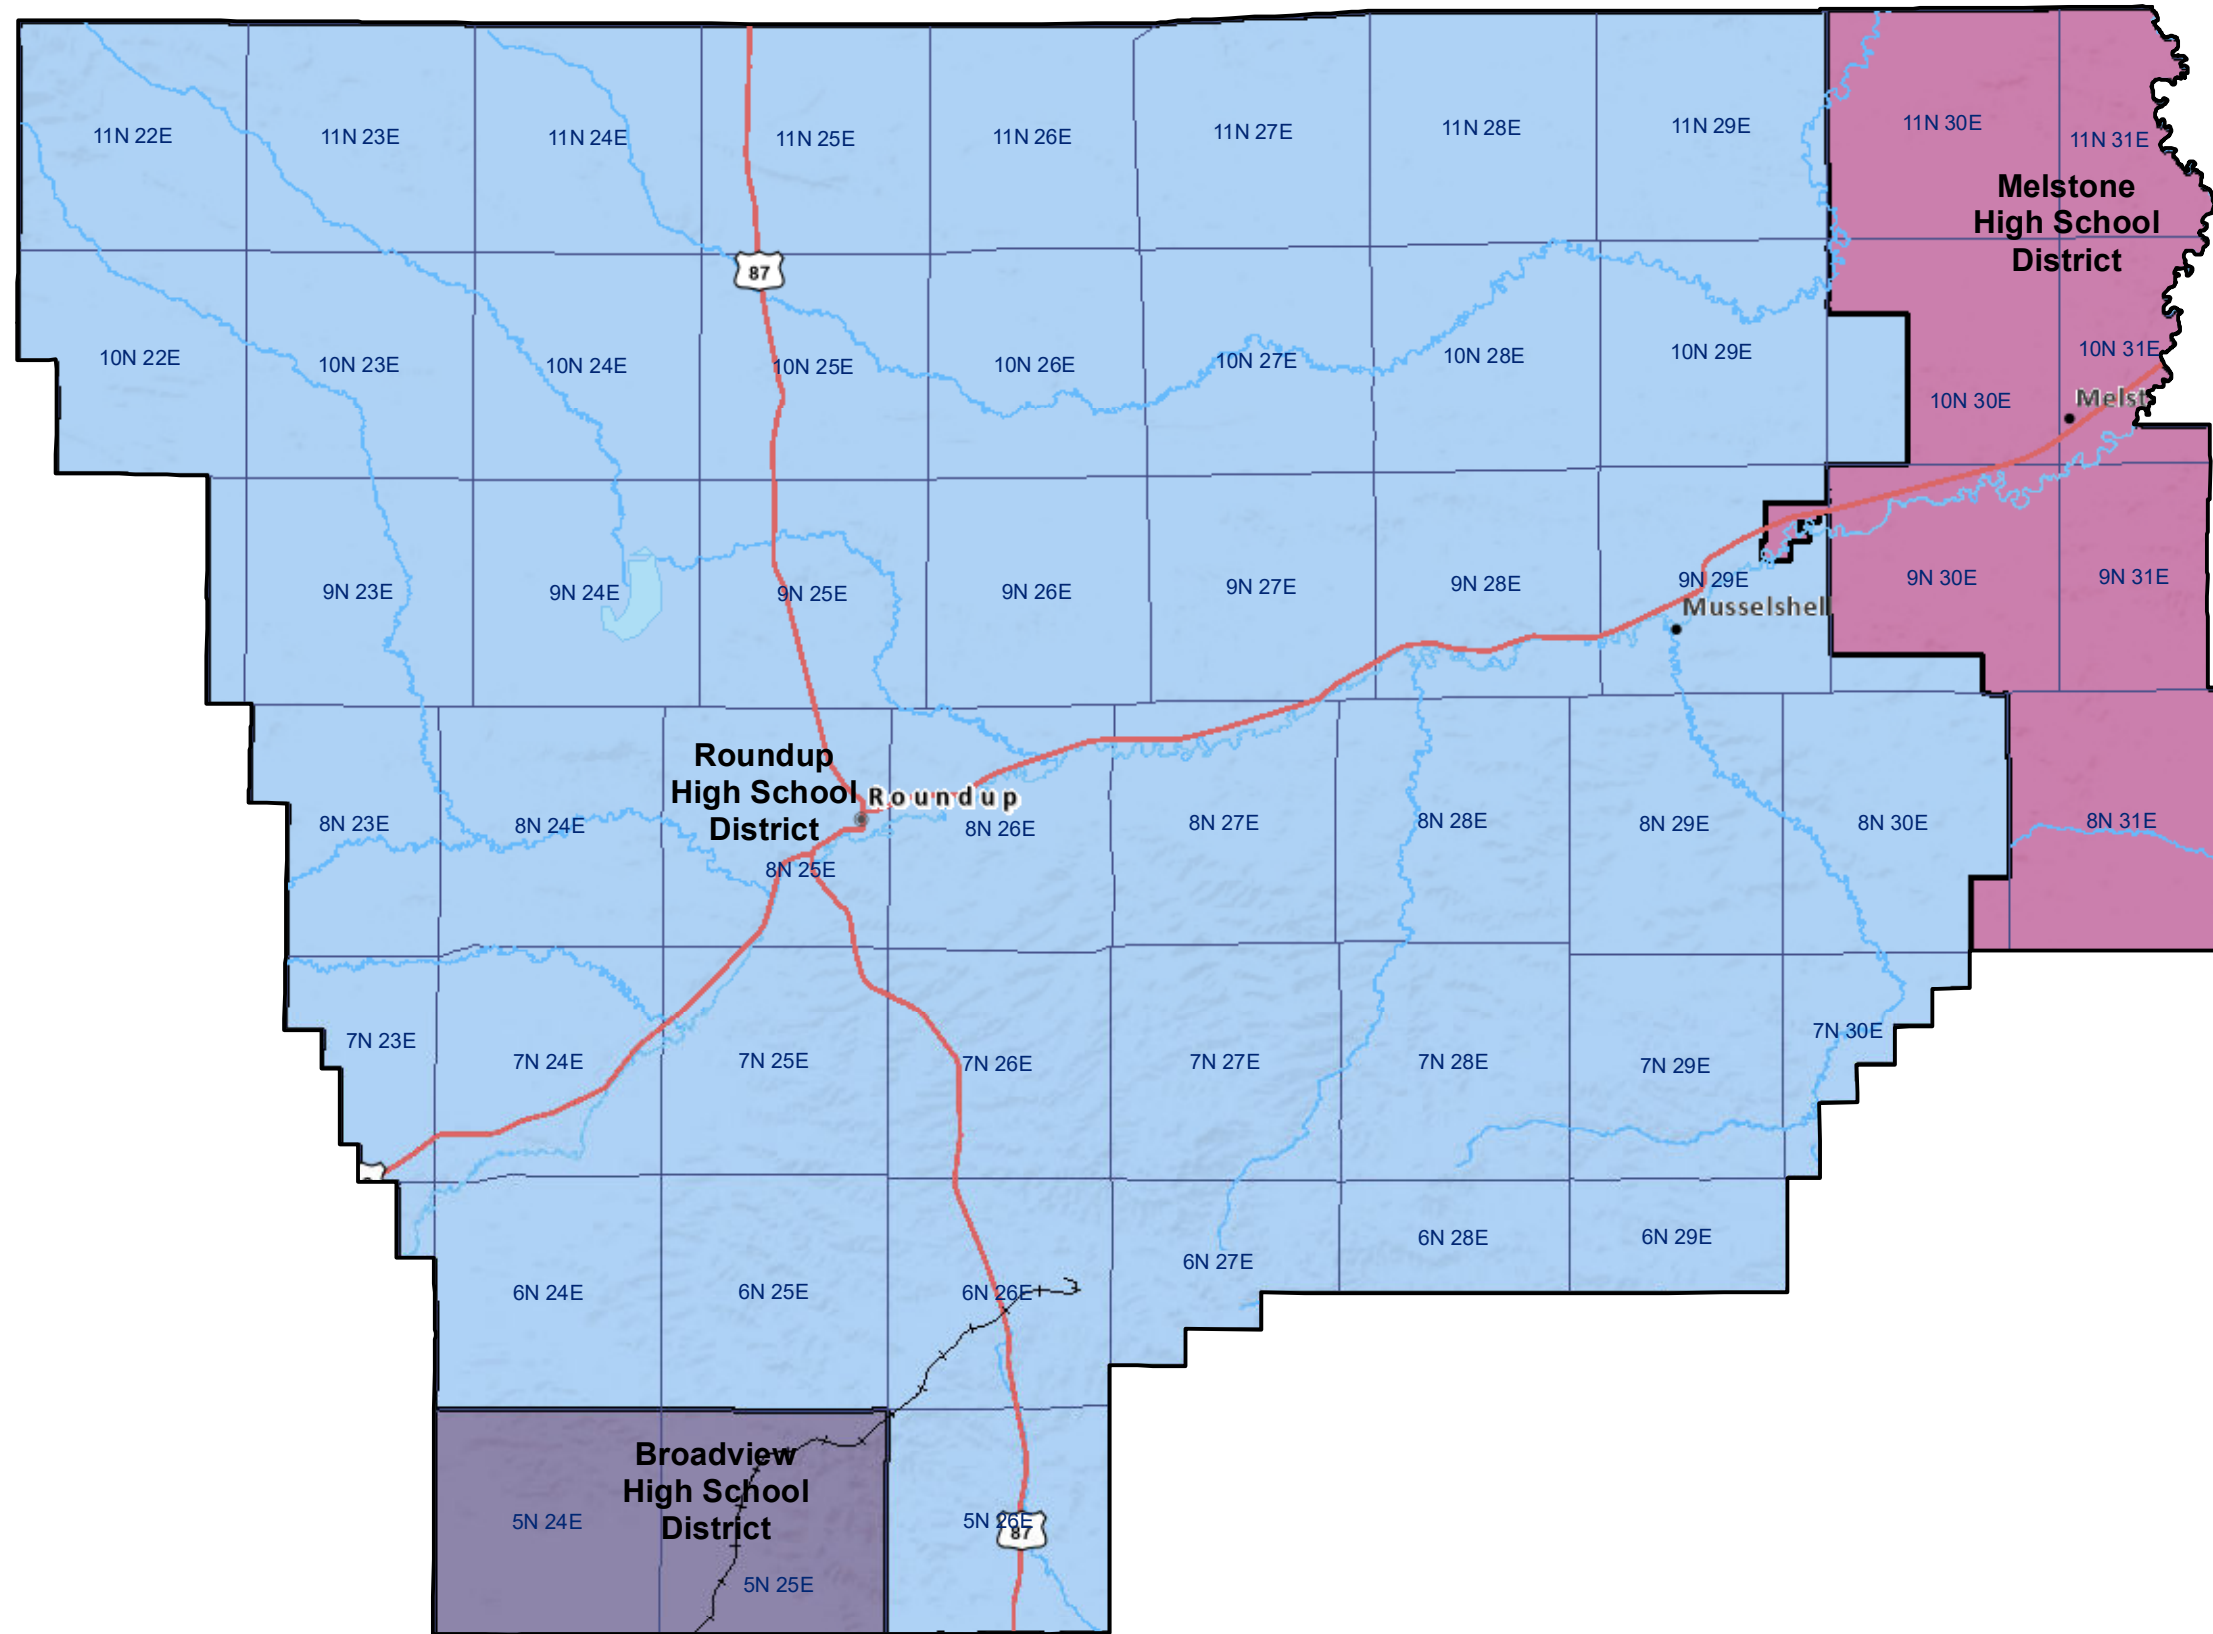 11N 22E
11N 23E
11N 24E
11N 25E
11N 26E
11N 27E
11N 28E
11N 29E
11N 30E
11N 31E
Melstone
High School
District
87
10N 22E
10N 23E
10N 24E
10N 25E
10N 26E
10N 27E
10N 28E
10N 29E
10N 30E
10N 31E
Melst
9N 23E
9N 24E
9N 25E
9N 26E
9N 27E
9N 28E
9N 29E
9N 30E
9N 31E
Musselshell
Roundup
High School
District
Roundup
8N 23E
8N 24E
8N 25E
8N 26E
8N 27E
8N 28E
8N 29E
8N 30E
8N 31E
7N 23E
7N 24E
7N 25E
7N 26E
7N 27E
7N 28E
7N 29E
7N 30E
6N 24E
6N 25E
6N 26E
6N 27E
6N 28E
6N 29E
Broadview
High School
District
5N 24E
5N 25E
5N 26E
87